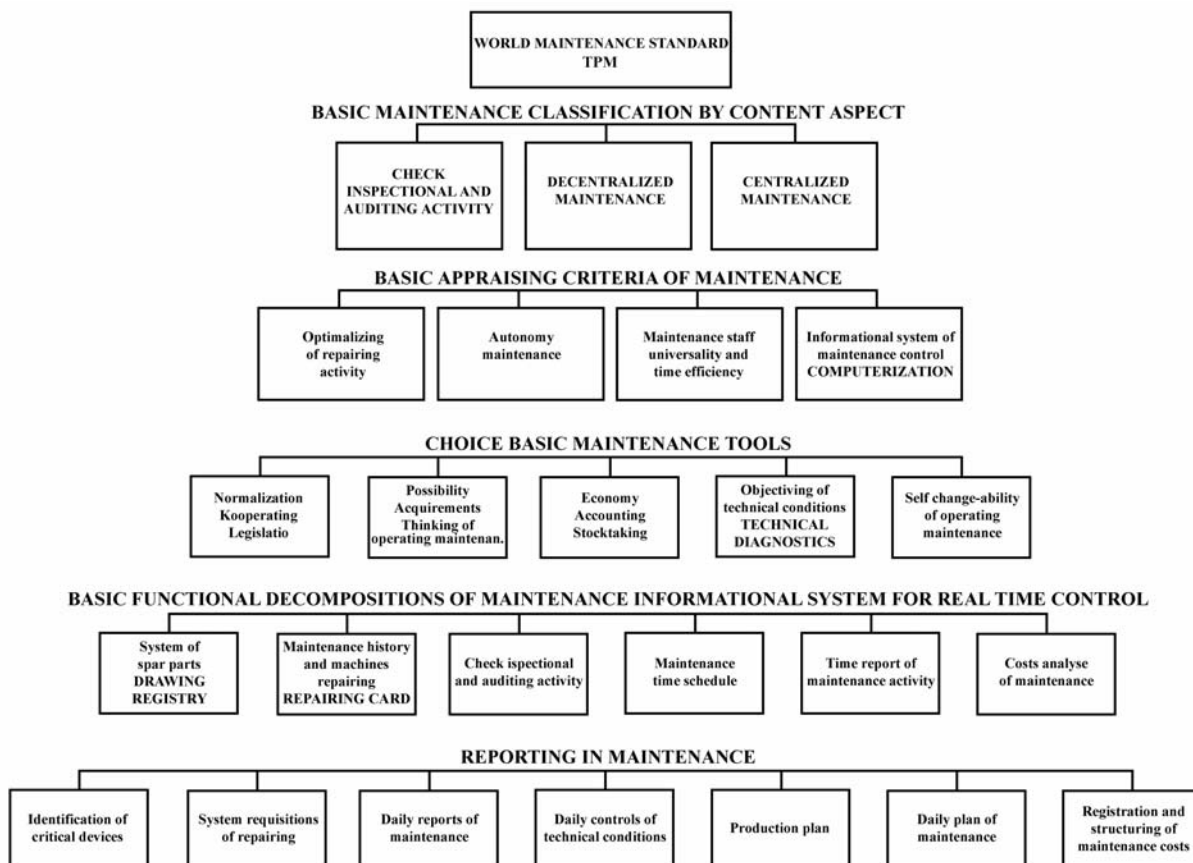 WORLD MAINTENANCE STANDARD
TPM
BASIC MAINTENANCE CLASSIFICATION BY CONTENT ASPECT
CHECK
INSPECTIONAL AND
AUDITING ACTIVITY
DECENTRALIZED
MAINTENANCE
CENTRALIZED
MAINTENANCE
BASIC APPRAISING CRITERIA OF MAINTENANCE
Optimalizing
of repairing
activity
Autonomy
maintenance
Maintenance staff
universality and
time efficiency
Informational system of
maintenance control
COMPUTERIZATION
CHOICE BASIC MAINTENANCE TOOLS
Normalization
Kooperating
Legislatio
Possibility
Acquirements
Thinking of
operating maintenan.
Economy
Accounting
Stocktaking
Objectiving of
technical conditions
TECHNICAL
DIAGNOSTICS
Self change-ability
of operating
maintenance
BASIC FUNCTIONAL DECOMPOSITIONS OF MAINTENANCE INFORMATIONAL SYSTEM FOR REAL TIME CONTROL
System of
spar parts
DRAWING
REGISTRY
Maintenance history
and machines
repairing
REPAIRING CARD
Check ispectional
and auditing activity
Maintenance
time schedule
Time report of
maintenance activity
Costs analyse
of maintenance
REPORTING IN MAINTENANCE
Identification of
critical devices
System requisitions
of repairing
Daily reports of
maintenance
Daily controls of
technical conditions
Production plan
Daily plan of
maintenance
Registration and
structuring of
maintenance costs